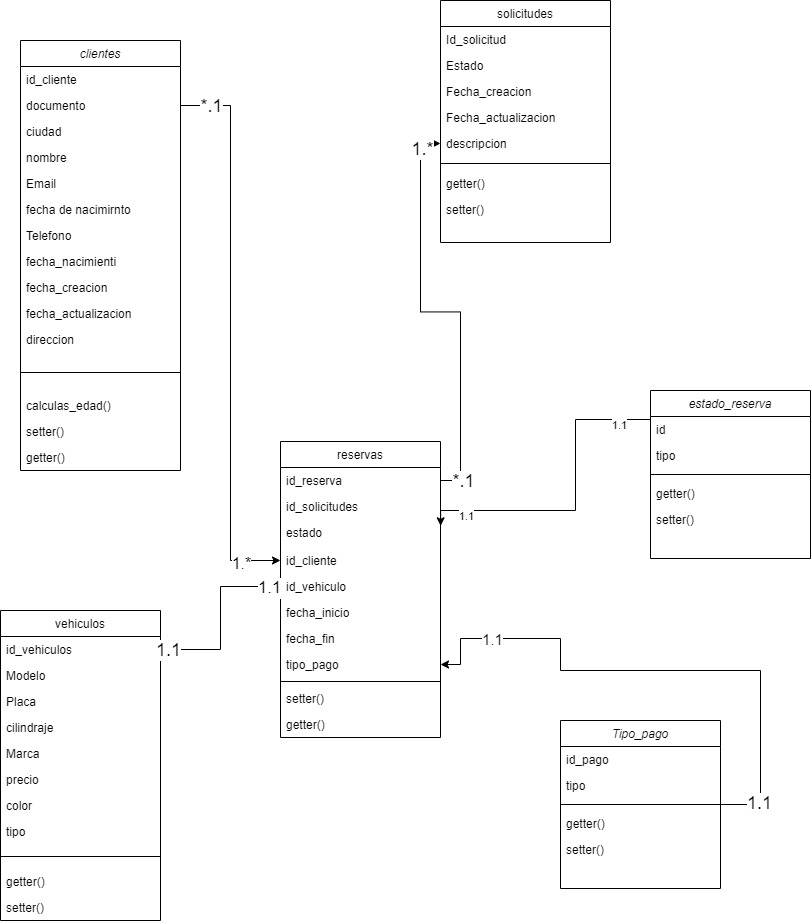 solicitudes
Id_solicitud
Estado
Fecha_creacion
Fecha_actualizacion
descripcion
getter()
setter()
clientes
id_cliente
documento
ciudad
nombre
Email
fecha de nacimirnto
Telefono
fecha_nacimienti
fecha_creacion
fecha_actualizacion
direccion
calculas_edad()
setter()
getter()
*.1
1.*
1.*
*.1
estado_reserva
id
tipo
getter()
setter()
1.1
1.1
reservas
id_reserva
id_solicitudes
estado
id_cliente
id_vehiculo
fecha_inicio
fecha_fin
tipo_pago
setter()
getter()
1.1
1.1
vehiculos
id_vehiculos
Modelo
Placa
cilindraje
Marca
precio
color
tipo
getter()
setter()
1.1
1.1
Tipo_pago
id_pago
tipo
getter()
setter()